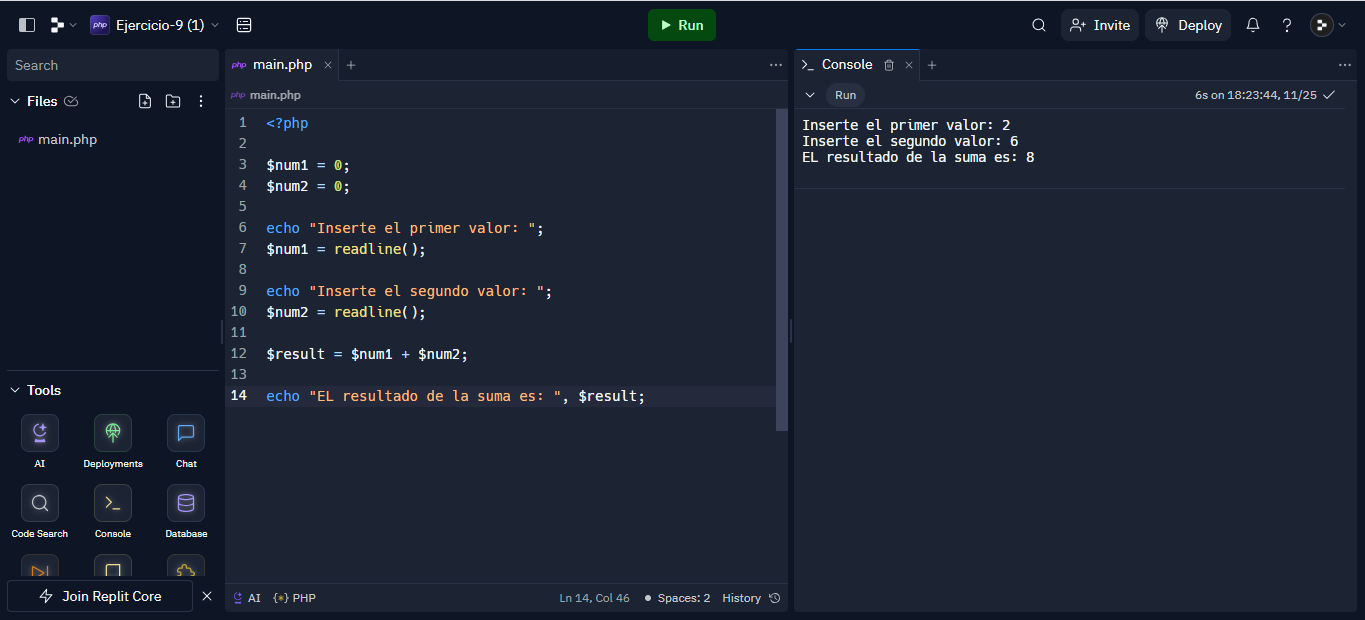 php Ejercicio-9 (1)
Run
Invite
Deploy
Search
Files
php main.php
Tools
AI
Deployments
Chat
Code Search
Console
Database
Join Replit Core
php main.php
php main.php
1 <?php
2
3 $num1 = 0;
4 $num2 = 0;
5
6 echo "Inserte el primer valor: ";
7 $num1 = readline();
8
9 echo "Inserte el segundo valor: ";
10 $num2 = readline();
11
12 $result = $num1 + $num2;
13
14 echo "EL resultado de la suma es: ", $result;
AI {*} PHP
Ln 14, Col 46 • Spaces: 2 History
Console
Run
6s on 18:23:44, 11/25
Inserte el primer valor: 2
Inserte el segundo valor: 6
EL resultado de la suma es: 8